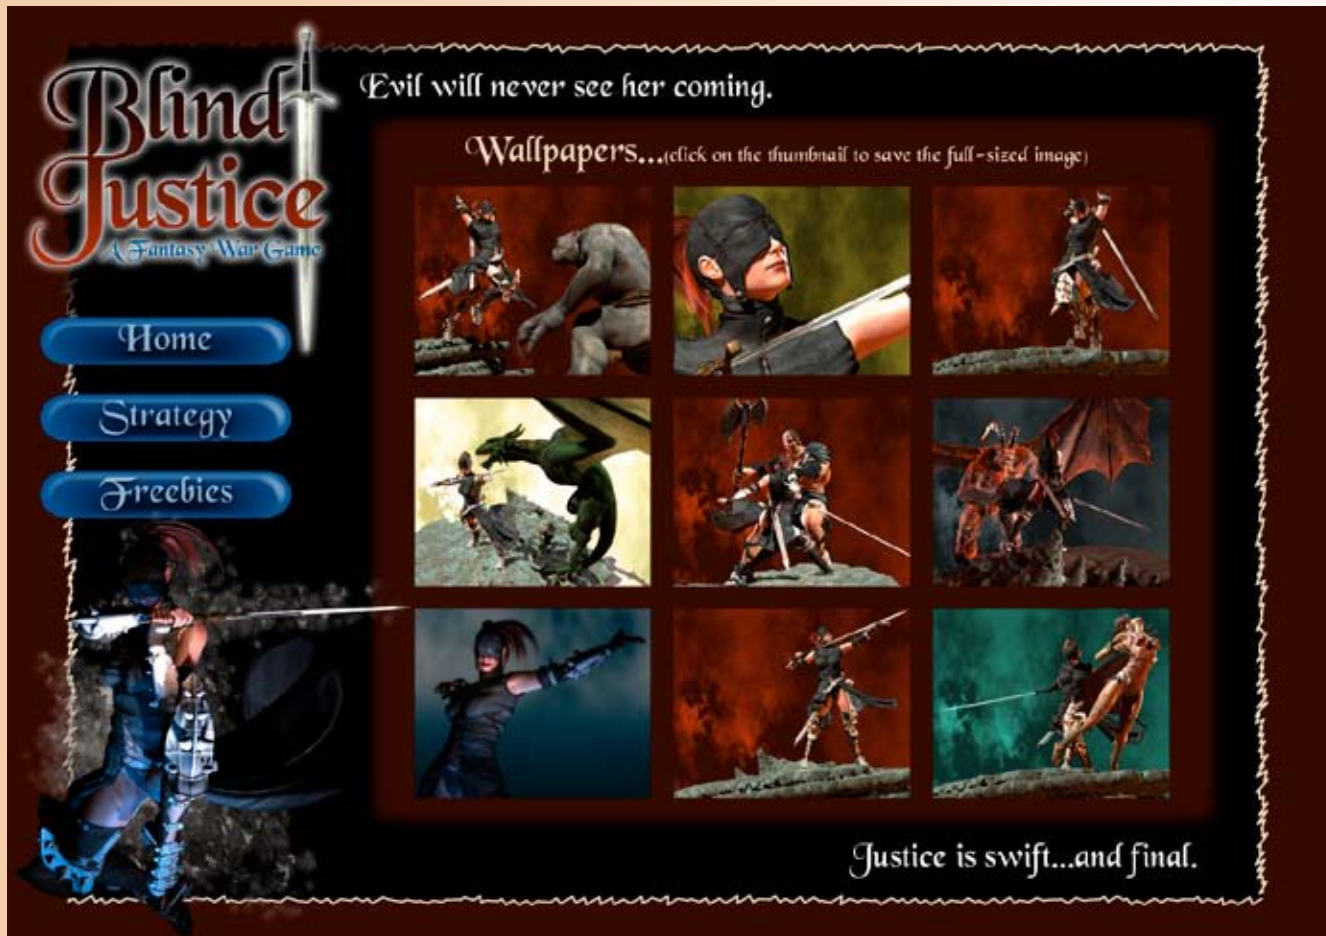 Blind
Justice
A Fantasy War Game
Evil will never see her coming.
Wallpapers...(click on the thumbnail to save the full-sized image)
Home
Strategy
Freebies
Justice is swift...and final.